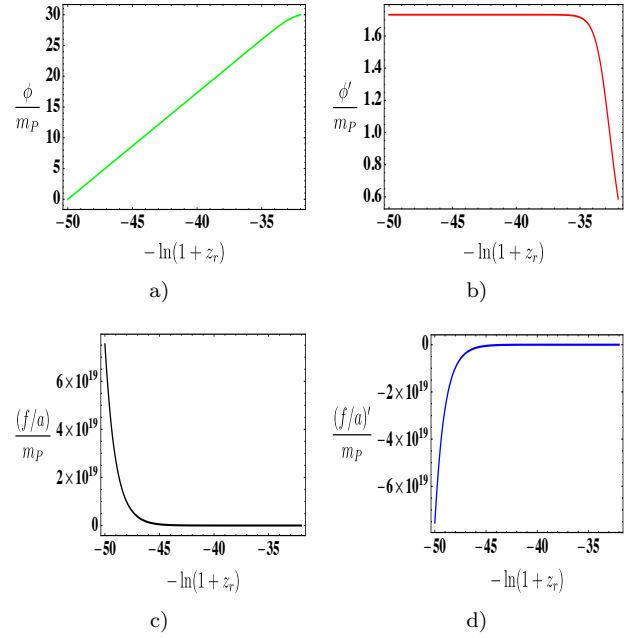 30
25
20
15
10
5
0
φ/m_P
−50 −45 −40 −35
− ln(1 + z_r)
a)
1.6
1.4
1.2
1.0
0.8
0.6
φ′/m_P
−50 −45 −40 −35
− ln(1 + z_r)
b)
6×10^19
4×10^19
2×10^19
0
(f/a)/m_P
−50 −45 −40 −35
− ln(1 + z_r)
c)
0
−2×10^19
−4×10^19
−6×10^19
(f/a)′/m_P
−50 −45 −40 −35
− ln(1 + z_r)
d)